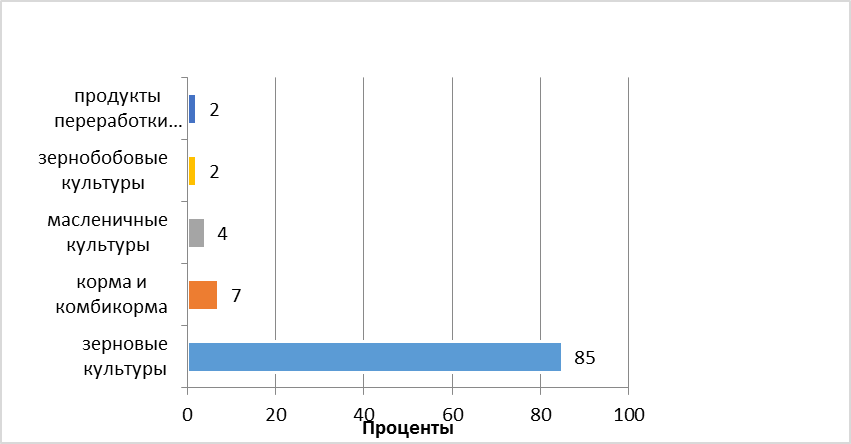 продукты
переработки...
2
зернобобовые
культуры
2
масленичные
культуры
4
корма и
комбикорма
7
зерновые
культуры
85
0 20 40 60 80 100
Проценты